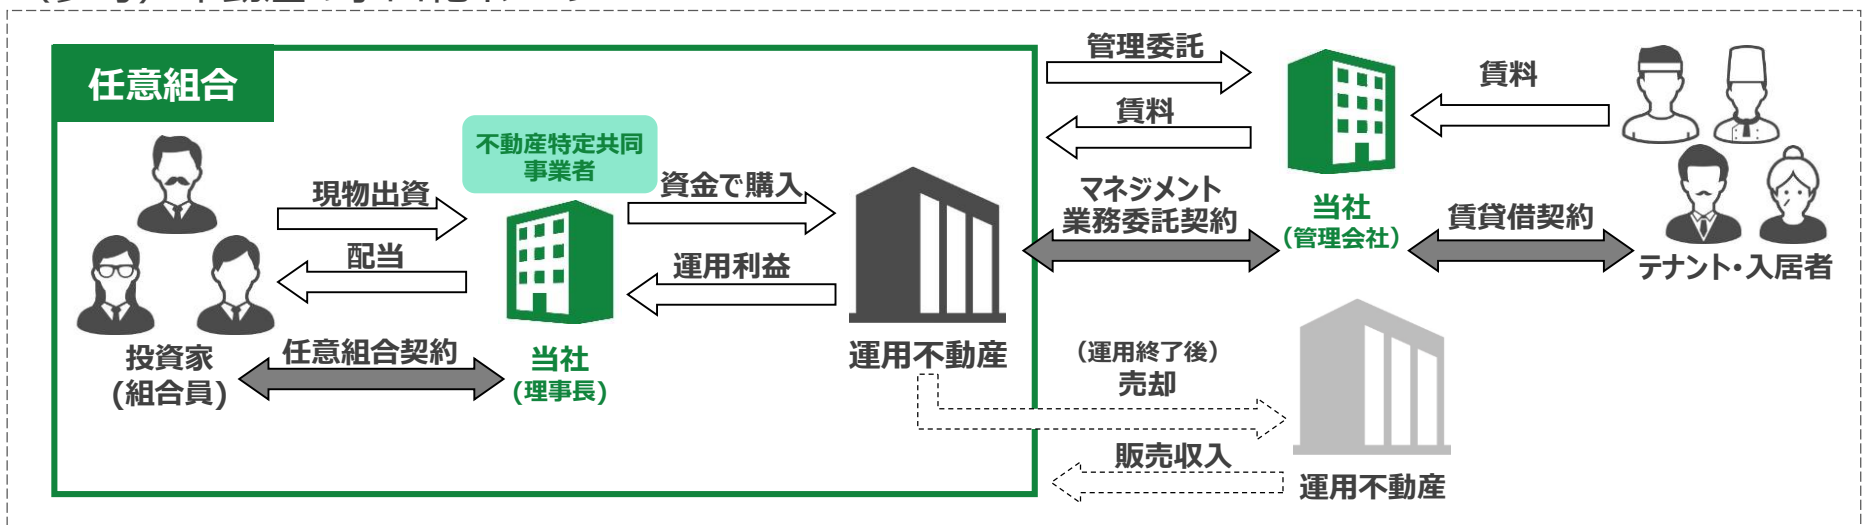 任意組合
不動産特定共同
事業者
現物出資
配当
資金で購入
運用利益
投資家
(組合員)
任意組合契約
当社
(理事長)
運用不動産
管理委託
賃料
マネジメント
業務委託契約
当社
(管理会社)
賃料
賃貸借契約
テナント・入居者
(運用終了後)
売却
販売収入
運用不動産